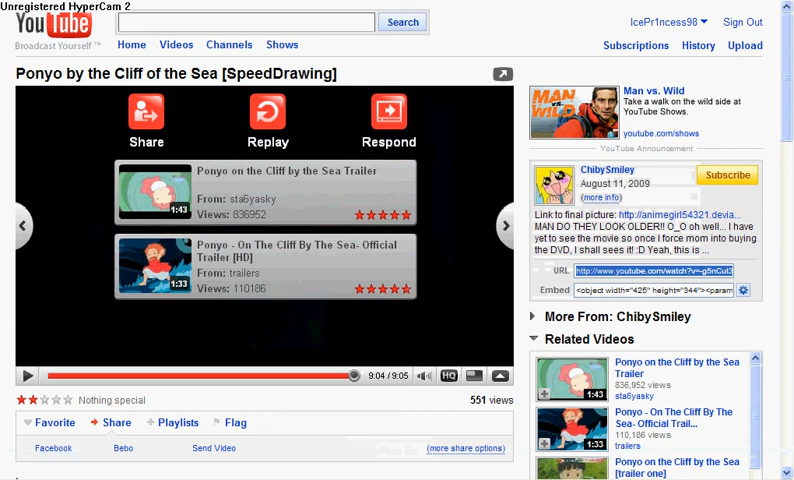 Unregistered HyperCam 2
YouTube
Broadcast Yourself ™
Search
IcePr1ncess98
Sign Out
Home Videos Channels Shows
Subscriptions History Upload
Ponyo by the Cliff of the Sea [SpeedDrawing]
Share Replay Respond
Ponyo on the Cliff by the Sea Trailer
From: sta6yasky
Views: 836952
1:43
Ponyo - On The Cliff By The Sea- Official
Trailer [HD]
From: trailers
Views: 110186
1:33
9:04 / 9:05
HQ
Nothing special
551 views
Favorite Share Playlists Flag
Facebook Bebo Send Video (more share options)
MAN vs. WILD
Man vs. Wild
Take a walk on the wild side at
YouTube Shows.
youtube.com/shows
YouTube Announcement
ChibySmiley
August 11, 2009
(more info)
Subscribe
Link to final picture: http://animegirl54321.devia...
MAN DO THEY LOOK OLDER!! O_O oh well... I have
yet to see the movie so once I force mom into buying
the DVD, I shall sees it! :D Yeah, this is ...
URL http://www.youtube.com/watch?v=-g5nCut3
Embed <object width="425" height="344"><param
More From: ChibySmiley
Related Videos
Ponyo on the Cliff by the Sea
Trailer
836,952 views
sta6yasky
1:43
Ponyo - On The Cliff By The
Sea- Official Trail...
110,186 views
trailers
1:33
Ponyo on the Cliff by the Sea
[trailer one]